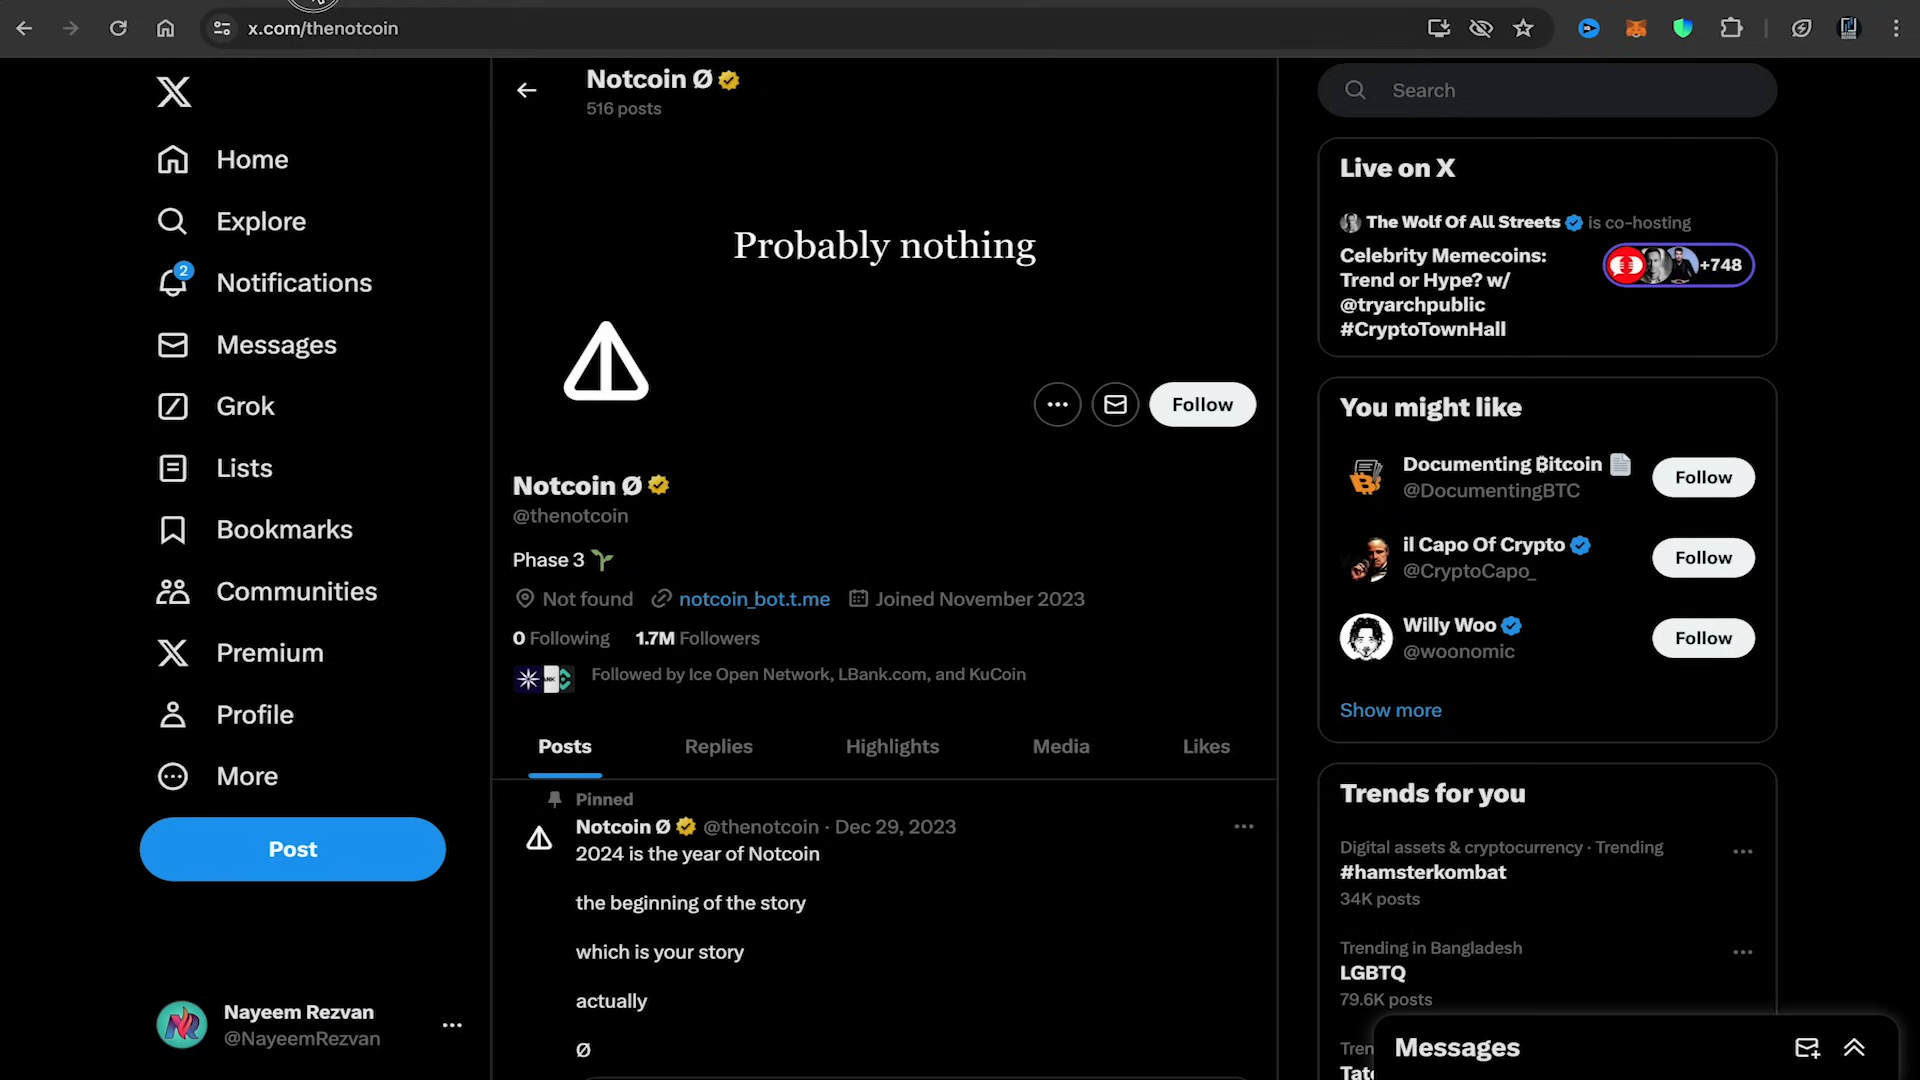 x.com/thenotcoin
Notcoin Ø
516 posts
Search
Home
Explore
2
Notifications
Messages
Grok
Lists
Bookmarks
Communities
Premium
Profile
More
Post
Nayeem Rezvan
@NayeemRezvan
Probably nothing
Follow
Notcoin Ø
@thenotcoin
Phase 3
Not found
notcoin_bot.t.me
Joined November 2023
0 Following
1.7M Followers
Followed by Ice Open Network, LBank.com, and KuCoin
Posts
Replies
Highlights
Media
Likes
Pinned
Notcoin Ø @thenotcoin · Dec 29, 2023
2024 is the year of Notcoin
the beginning of the story
which is your story
actually
Ø
Live on X
The Wolf Of All Streets is co-hosting
Celebrity Memecoins:
Trend or Hype? w/
@tryarchpublic
#CryptoTownHall
+748
You might like
Documenting ₿itcoin
@DocumentingBTC
Follow
il Capo Of Crypto
@CryptoCapo_
Follow
Willy Woo
@woonomic
Follow
Show more
Trends for you
Digital assets & cryptocurrency · Trending
#hamsterkombat
34K posts
Trending in Bangladesh
LGBTQ
79.6K posts
Messages